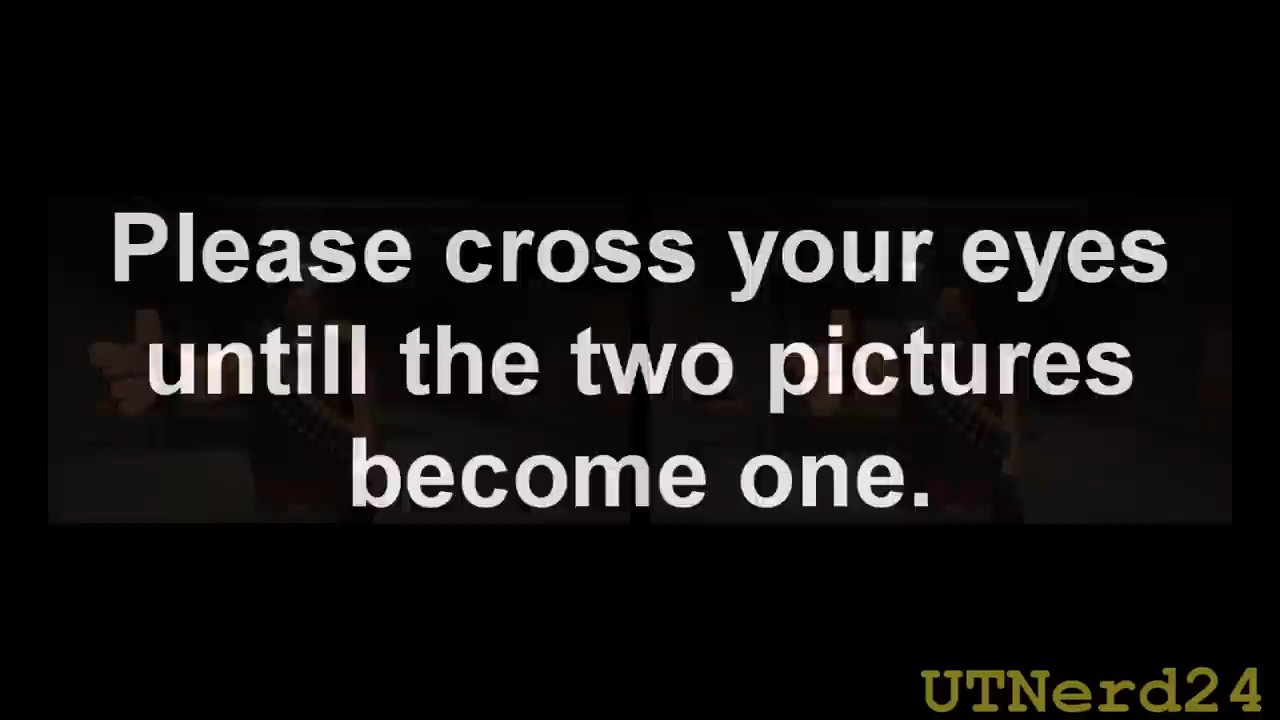 Please cross your eyes
untill the two pictures
become one.
UTNerd24